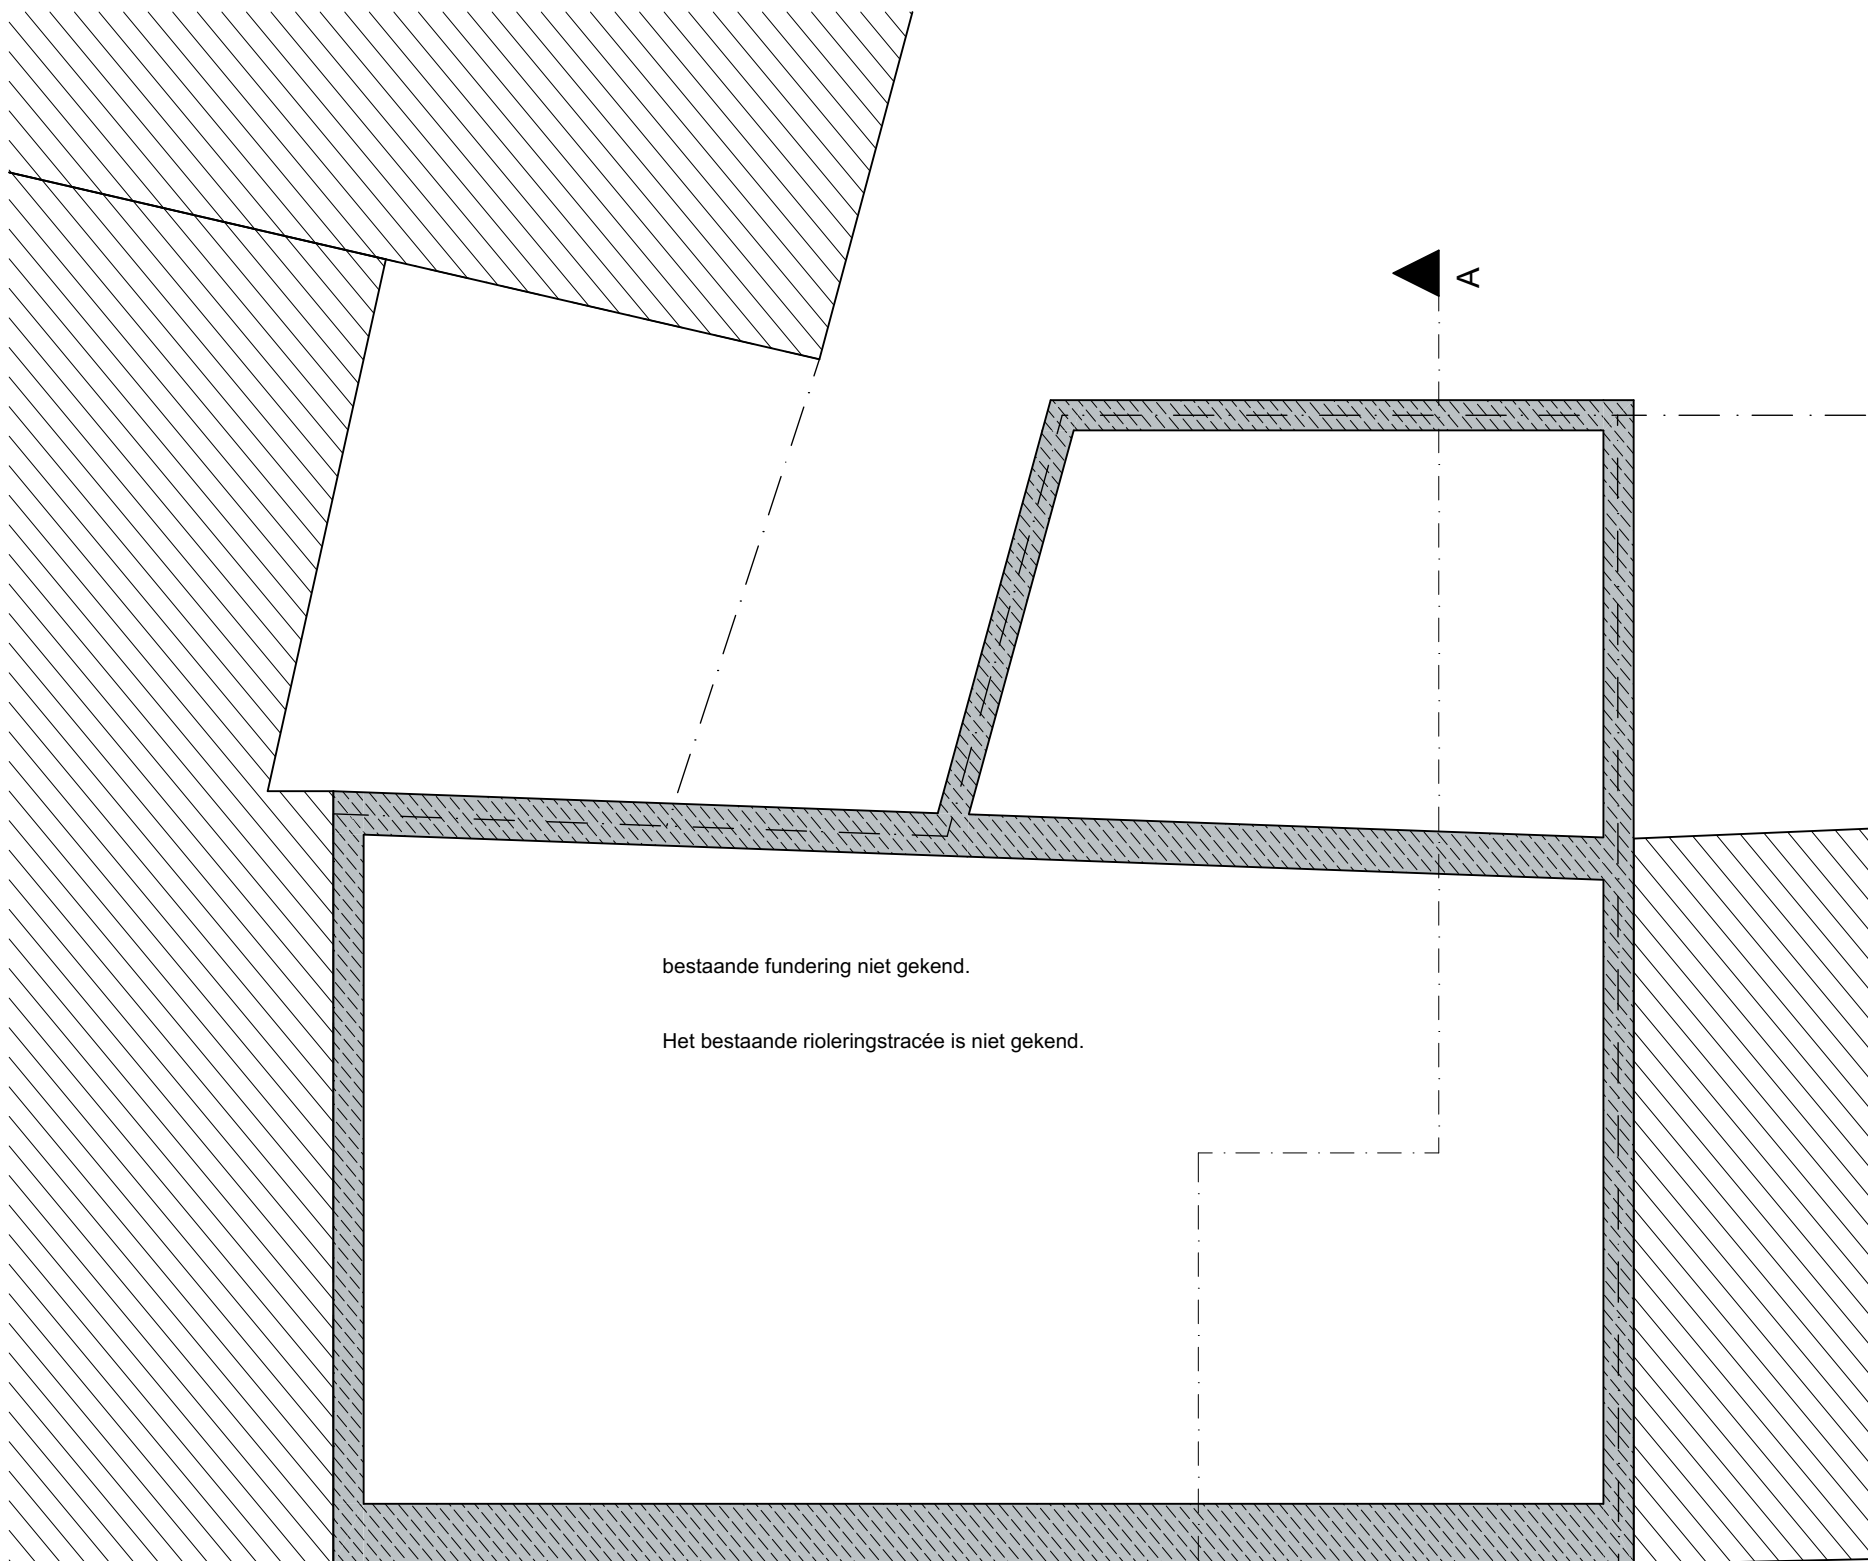 A
bestaande fundering niet gekend.
Het bestaande rioleringstracée is niet gekend.